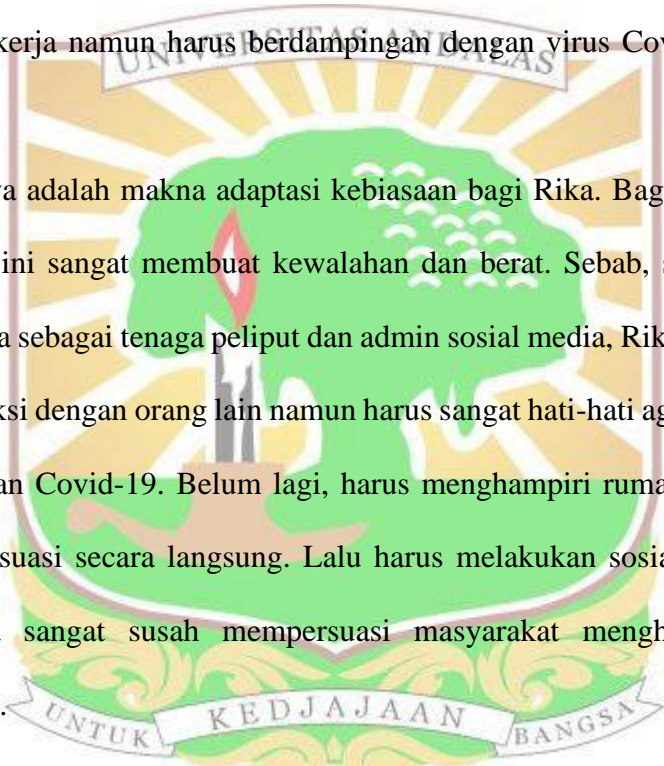 kerja namun harus berdampingan dengan virus Cov
UNIVERSITAS ANDALAS
adalah makna adaptasi kebiasaan bagi Rika. Bag
ini sangat membuat kewalahan dan berat. Sebab,
sebagai tenaga peliput dan admin sosial media, Rik
dengan orang lain namun harus sangat hati-hati
Covid-19. Belum lagi, harus menghampiri ruma
suasi secara langsung. Lalu harus melakukan sosia
sangat susah mempersuasi masyarakat mengh
UNTUK KEDJAJAAN BANGSA